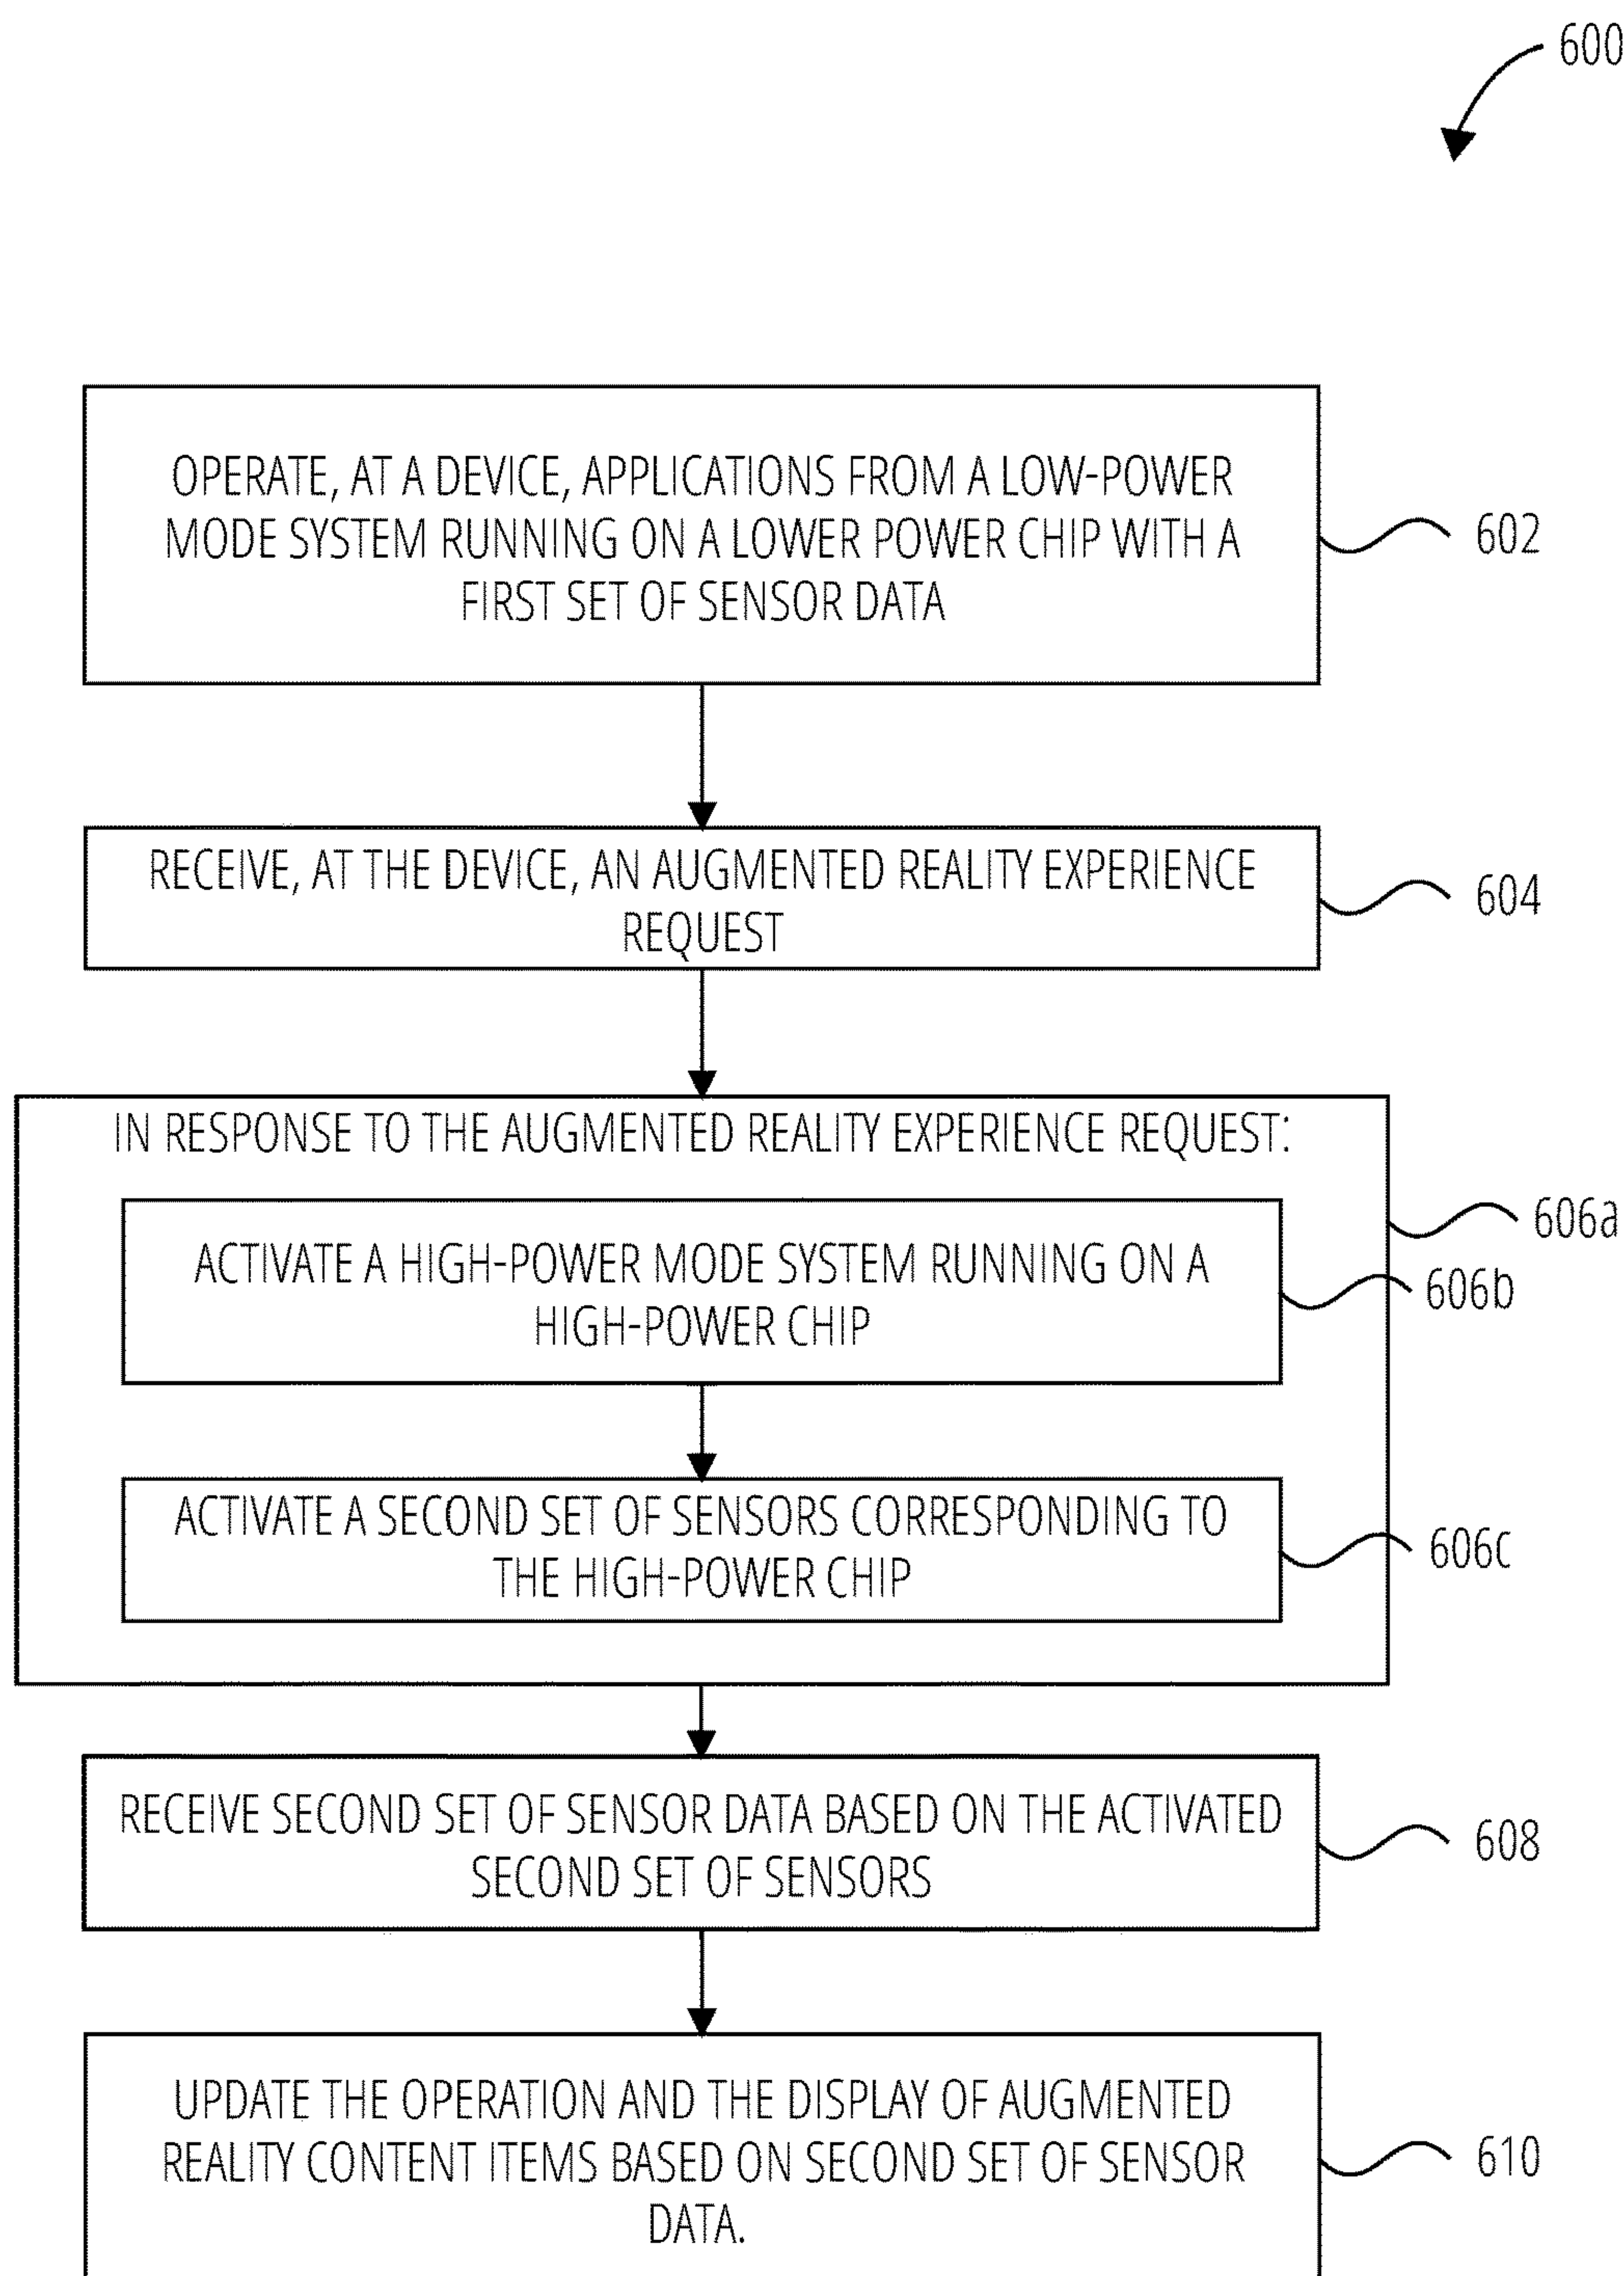 600
OPERATE, AT A DEVICE, APPLICATIONS FROM A LOW-POWER
MODE SYSTEM RUNNING ON A LOWER POWER CHIP WITH A
FIRST SET OF SENSOR DATA
602
RECEIVE, AT THE DEVICE, AN AUGMENTED REALITY EXPERIENCE
REQUEST
604
IN RESPONSE TO THE AUGMENTED REALITY EXPERIENCE REQUEST:
606a
ACTIVATE A HIGH-POWER MODE SYSTEM RUNNING ON A
HIGH-POWER CHIP
606b
ACTIVATE A SECOND SET OF SENSORS CORRESPONDING TO
THE HIGH-POWER CHIP
606c
RECEIVE SECOND SET OF SENSOR DATA BASED ON THE ACTIVATED
SECOND SET OF SENSORS
608
UPDATE THE OPERATION AND THE DISPLAY OF AUGMENTED
REALITY CONTENT ITEMS BASED ON SECOND SET OF SENSOR
DATA.
610